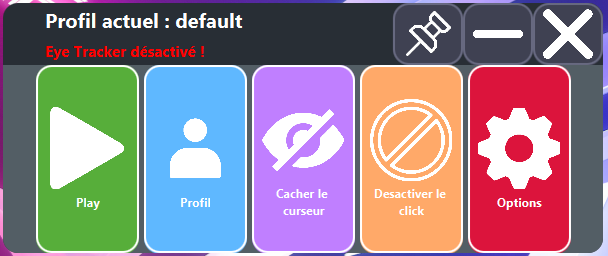 Profil actuel : default
Eye Tracker désactivé !
Play
Profil
Cacher le
curseur
Desactiver le
click
Options